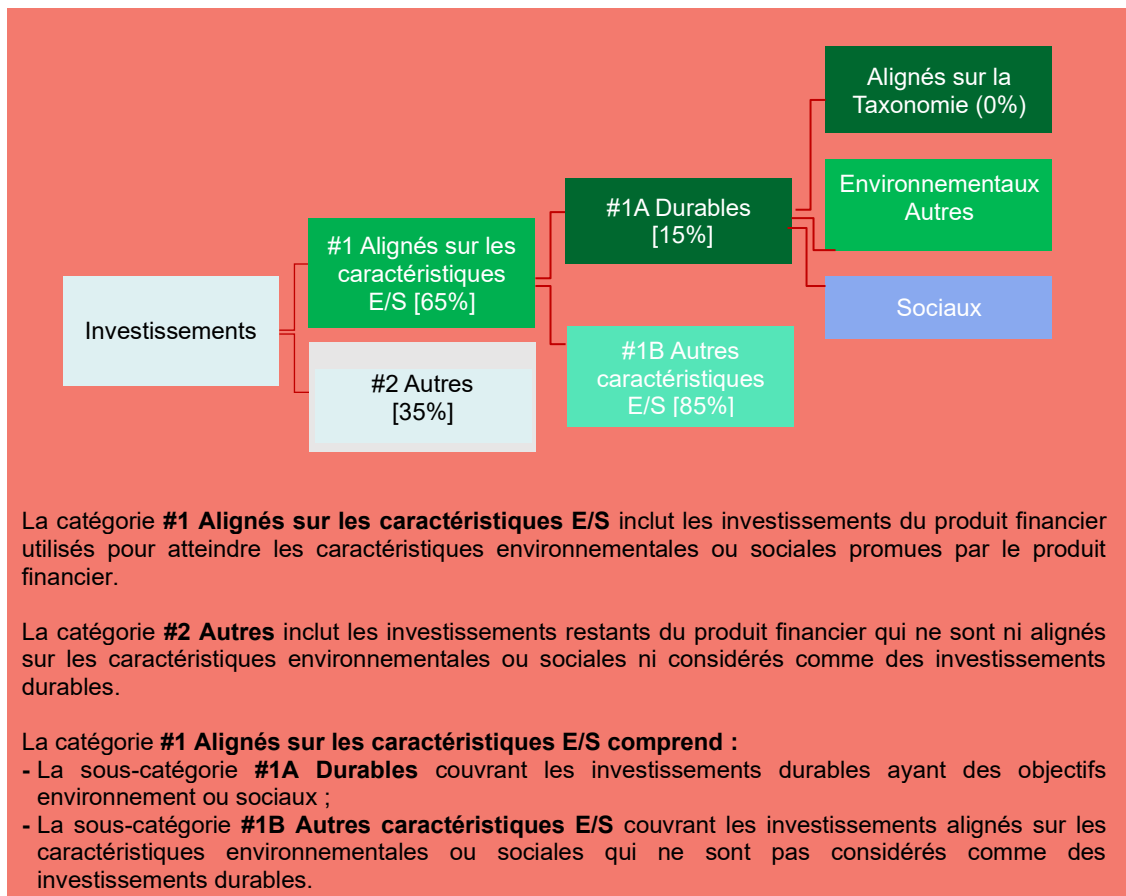 Alignés sur la
Taxonomie (0%)
Environnementaux
Autres
#1A Durables
[15%]
#1 Alignés sur les
caractéristiques
E/S [65%]
Sociaux
Investissements
#1B Autres
caractéristiques
E/S [85%]
#2 Autres
[35%]
La catégorie #1 Alignés sur les caractéristiques E/S inclut les investissements du produit financier
utilisés pour atteindre les caractéristiques environnementales ou sociales promues par le produit
financier.
La catégorie #2 Autres inclut les investissements restants du produit financier qui ne sont ni alignés
sur les caractéristiques environnementales ou sociales ni considérés comme des investissements
durables.
La catégorie #1 Alignés sur les caractéristiques E/S comprend :
- La sous-catégorie #1A Durables couvrant les investissements durables ayant des objectifs
environnement ou sociaux ;
- La sous-catégorie #1B Autres caractéristiques E/S couvrant les investissements alignés sur les
caractéristiques environnementales ou sociales qui ne sont pas considérés comme des
investissements durables.